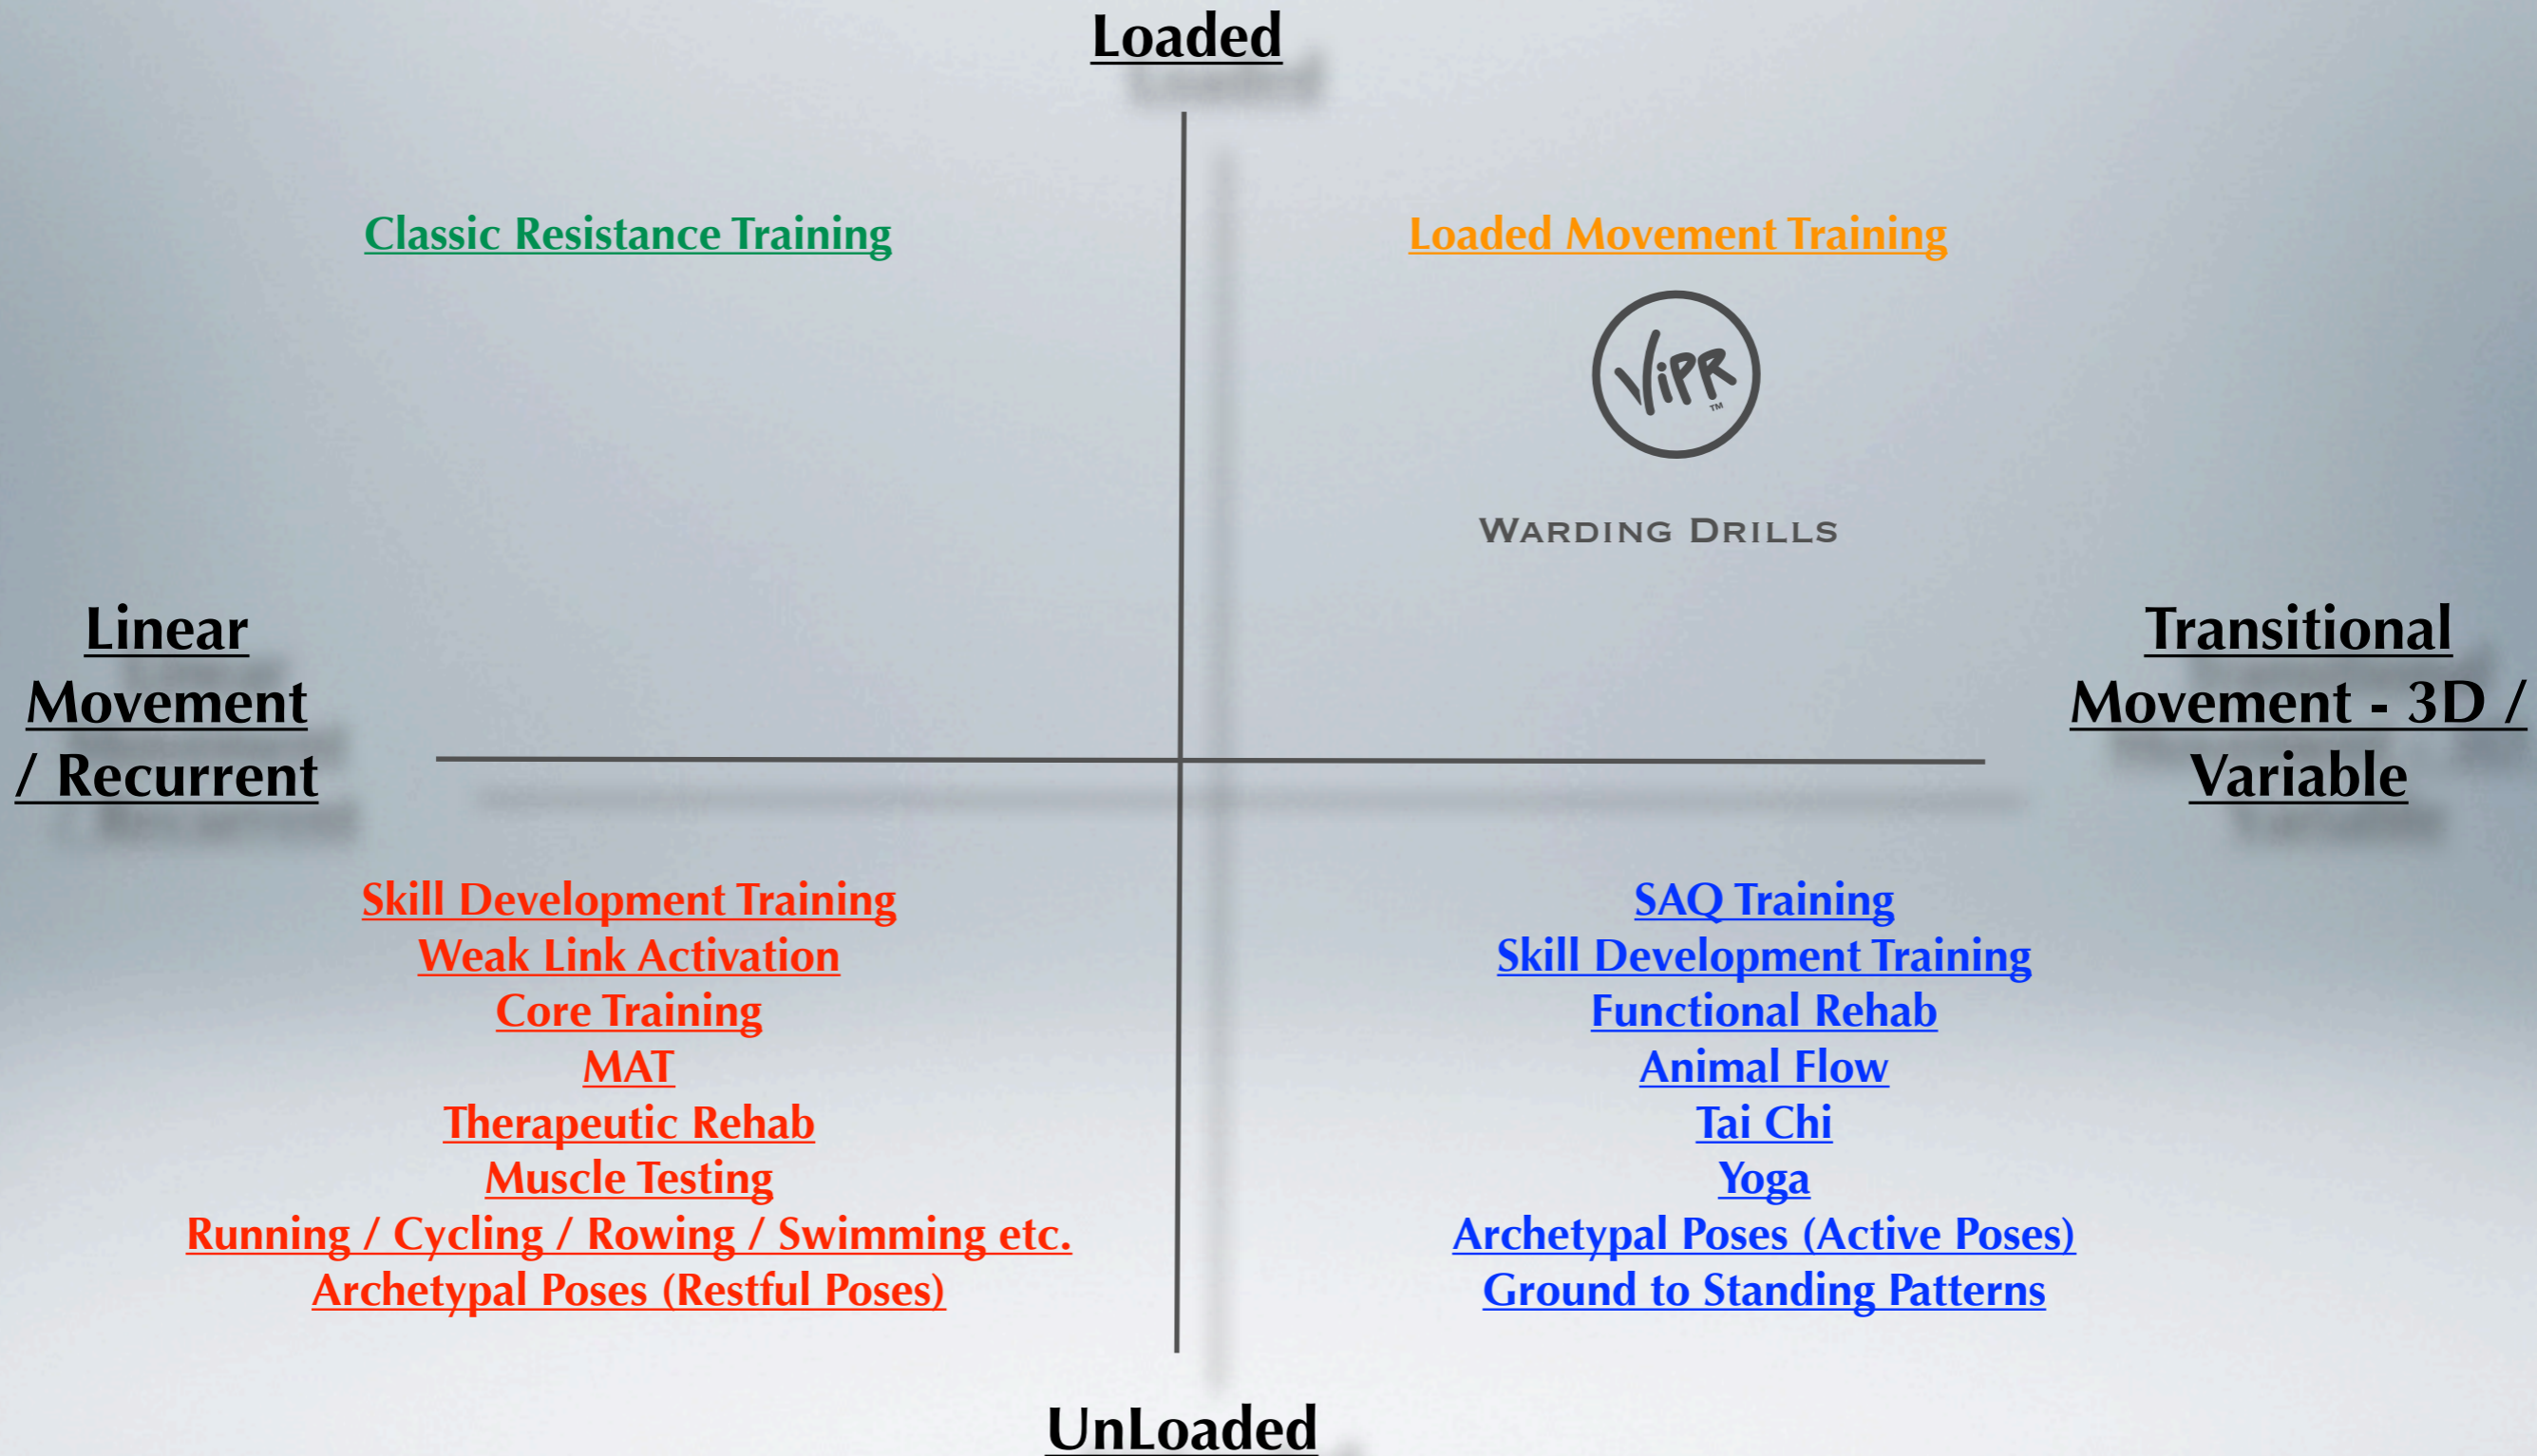 Loaded
Classic Resistance Training
Loaded Movement Training
ViPR
TM
WARDING DRILLS
Linear
Movement
/ Recurrent
Transitional
Movement - 3D /
Variable
Skill Development Training
Weak Link Activation
Core Training
MAT
Therapeutic Rehab
Muscle Testing
Running / Cycling / Rowing / Swimming etc.
Archetypal Poses (Restful Poses)
SAQ Training
Skill Development Training
Functional Rehab
Animal Flow
Tai Chi
Yoga
Archetypal Poses (Active Poses)
Ground to Standing Patterns
UnLoaded